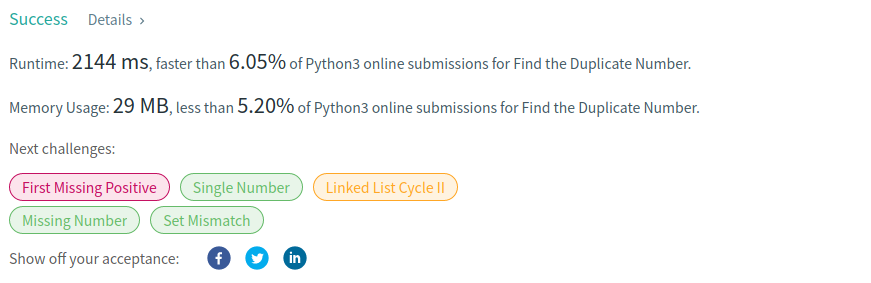 Success Details ›
Runtime: 2144 ms, faster than 6.05% of Python3 online submissions for Find the Duplicate Number.
Memory Usage: 29 MB, less than 5.20% of Python3 online submissions for Find the Duplicate Number.
Next challenges:
First Missing Positive Single Number Linked List Cycle II
Missing Number Set Mismatch
Show off your acceptance: f in